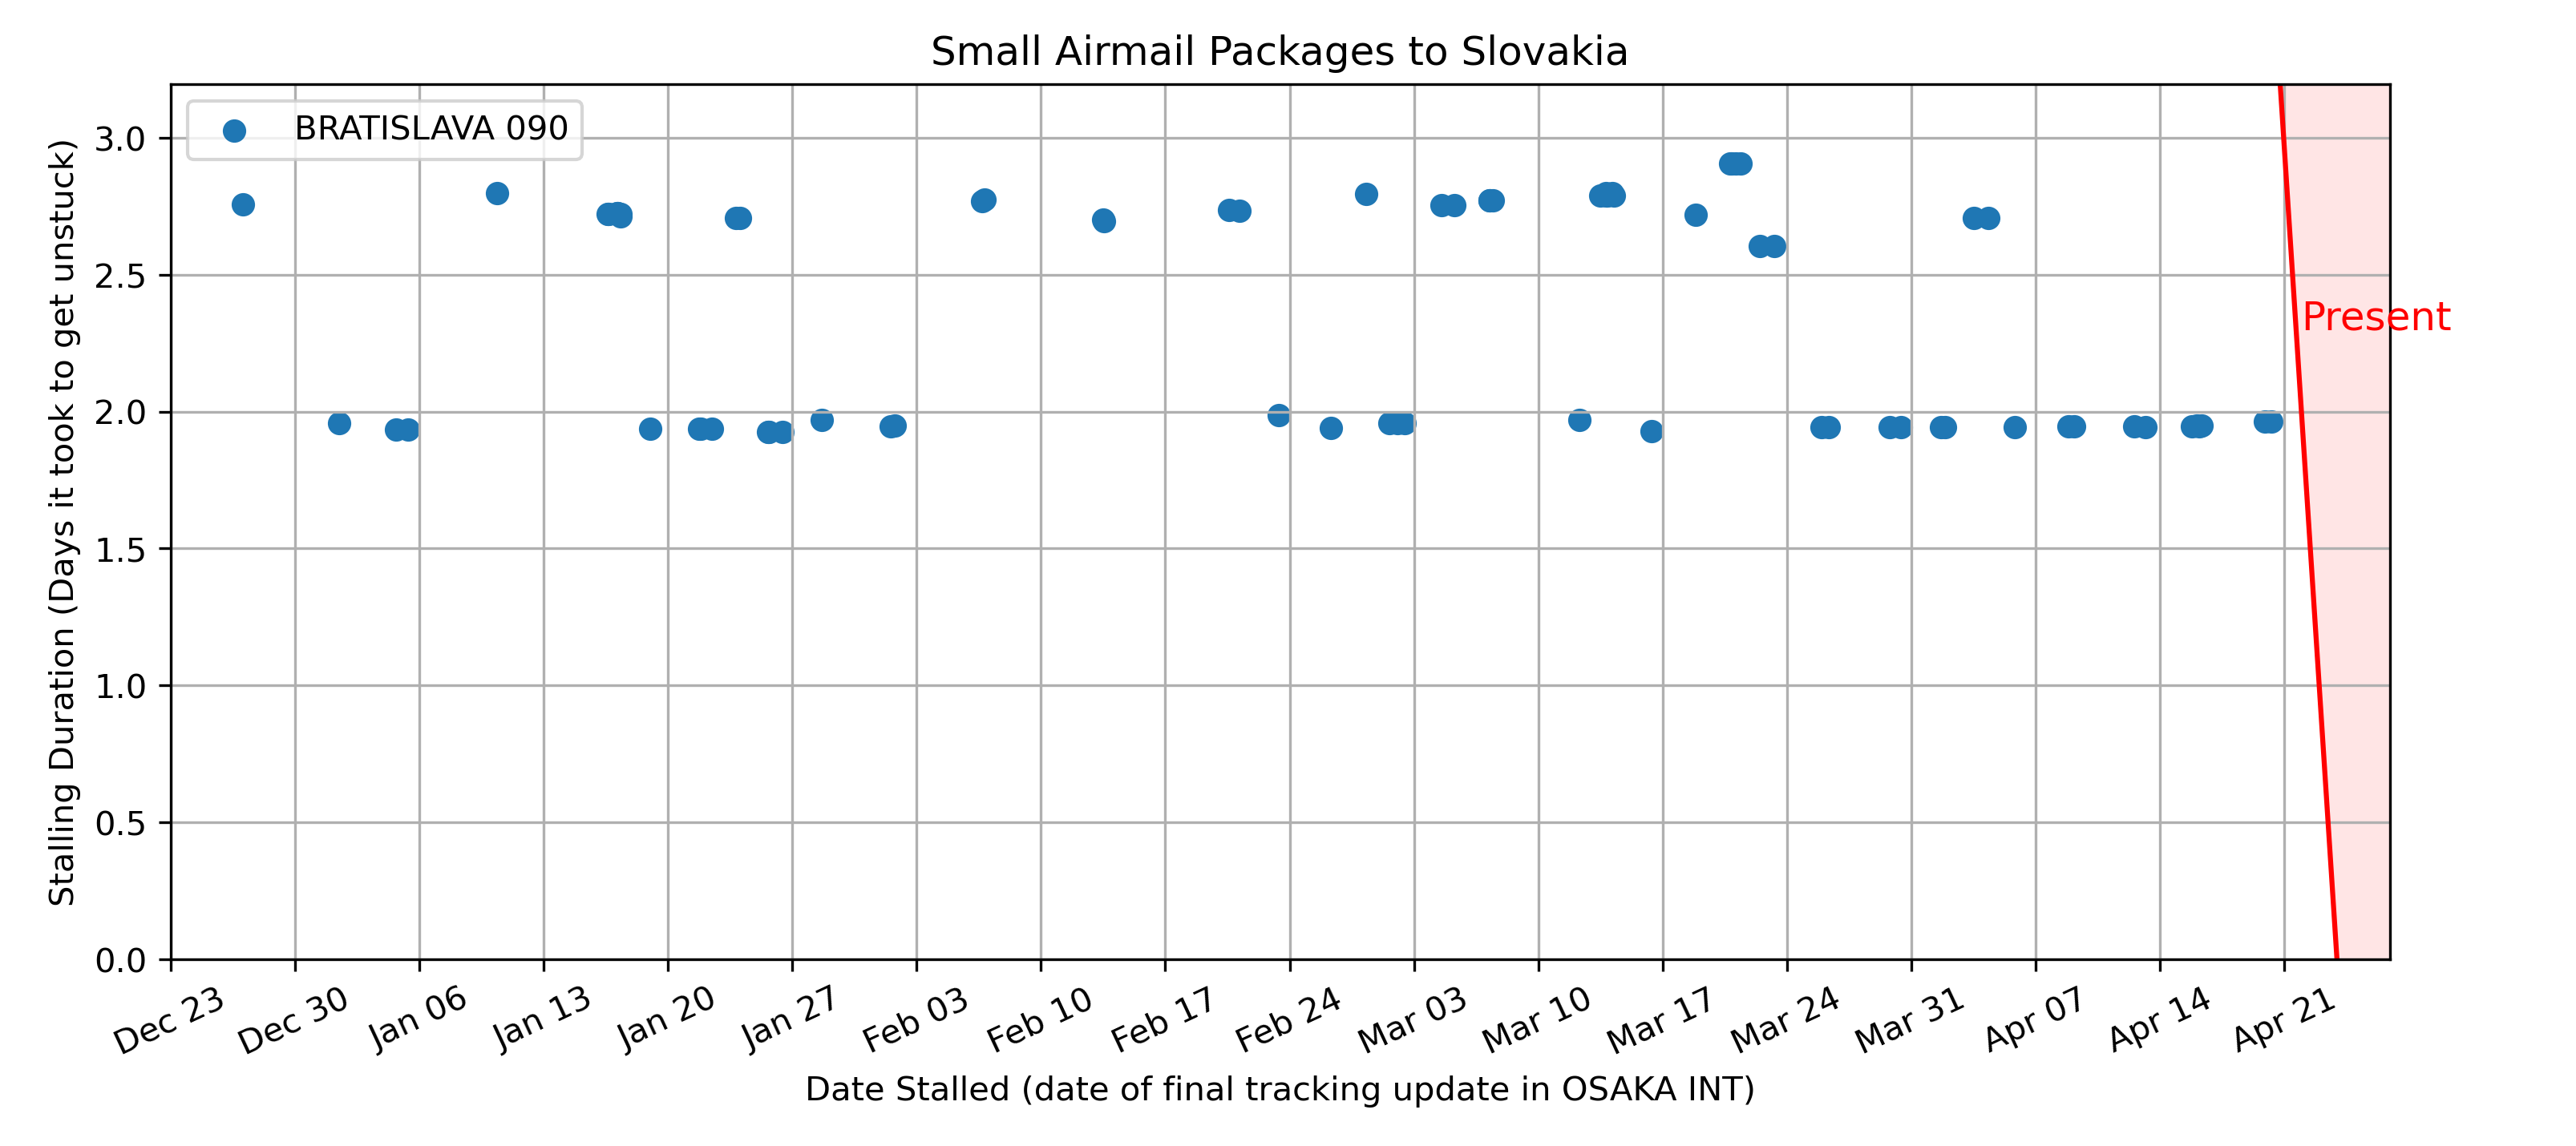 Small Airmail Packages to Slovakia
BRATISLAVA 090
Present
Stalling Duration (Days it took to get unstuck)
3.0
2.5
2.0
1.5
1.0
0.5
0.0
Dec 23
Dec 30
Jan 06
Jan 13
Jan 20
Jan 27
Feb 03
Feb 10
Feb 17
Feb 24
Mar 03
Mar 10
Mar 17
Mar 24
Mar 31
Apr 07
Apr 14
Apr 21
Date Stalled (date of final tracking update in OSAKA INT)